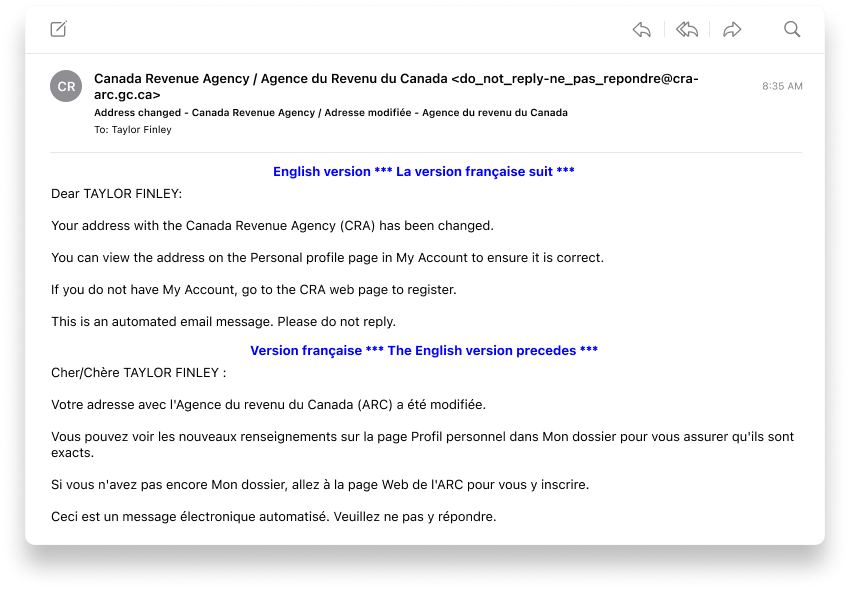 CR
Canada Revenue Agency / Agence du Revenu du Canada <do_not_reply-ne_pas_repondre@cra-
arc.gc.ca>
8:35 AM
Address changed - Canada Revenue Agency / Adresse modifiée - Agence du revenu du Canada
To: Taylor Finley
English version *** La version française suit ***
Dear TAYLOR FINLEY:
Your address with the Canada Revenue Agency (CRA) has been changed.
You can view the address on the Personal profile page in My Account to ensure it is correct.
If you do not have My Account, go to the CRA web page to register.
This is an automated email message. Please do not reply.
Version française *** The English version precedes ***
Cher/Chère TAYLOR FINLEY :
Votre adresse avec l'Agence du revenu du Canada (ARC) a été modifiée.
Vous pouvez voir les nouveaux renseignements sur la page Profil personnel dans Mon dossier pour vous assurer qu'ils sont
exacts.
Si vous n'avez pas encore Mon dossier, allez à la page Web de l'ARC pour vous y inscrire.
Ceci est un message électronique automatisé. Veuillez ne pas y répondre.